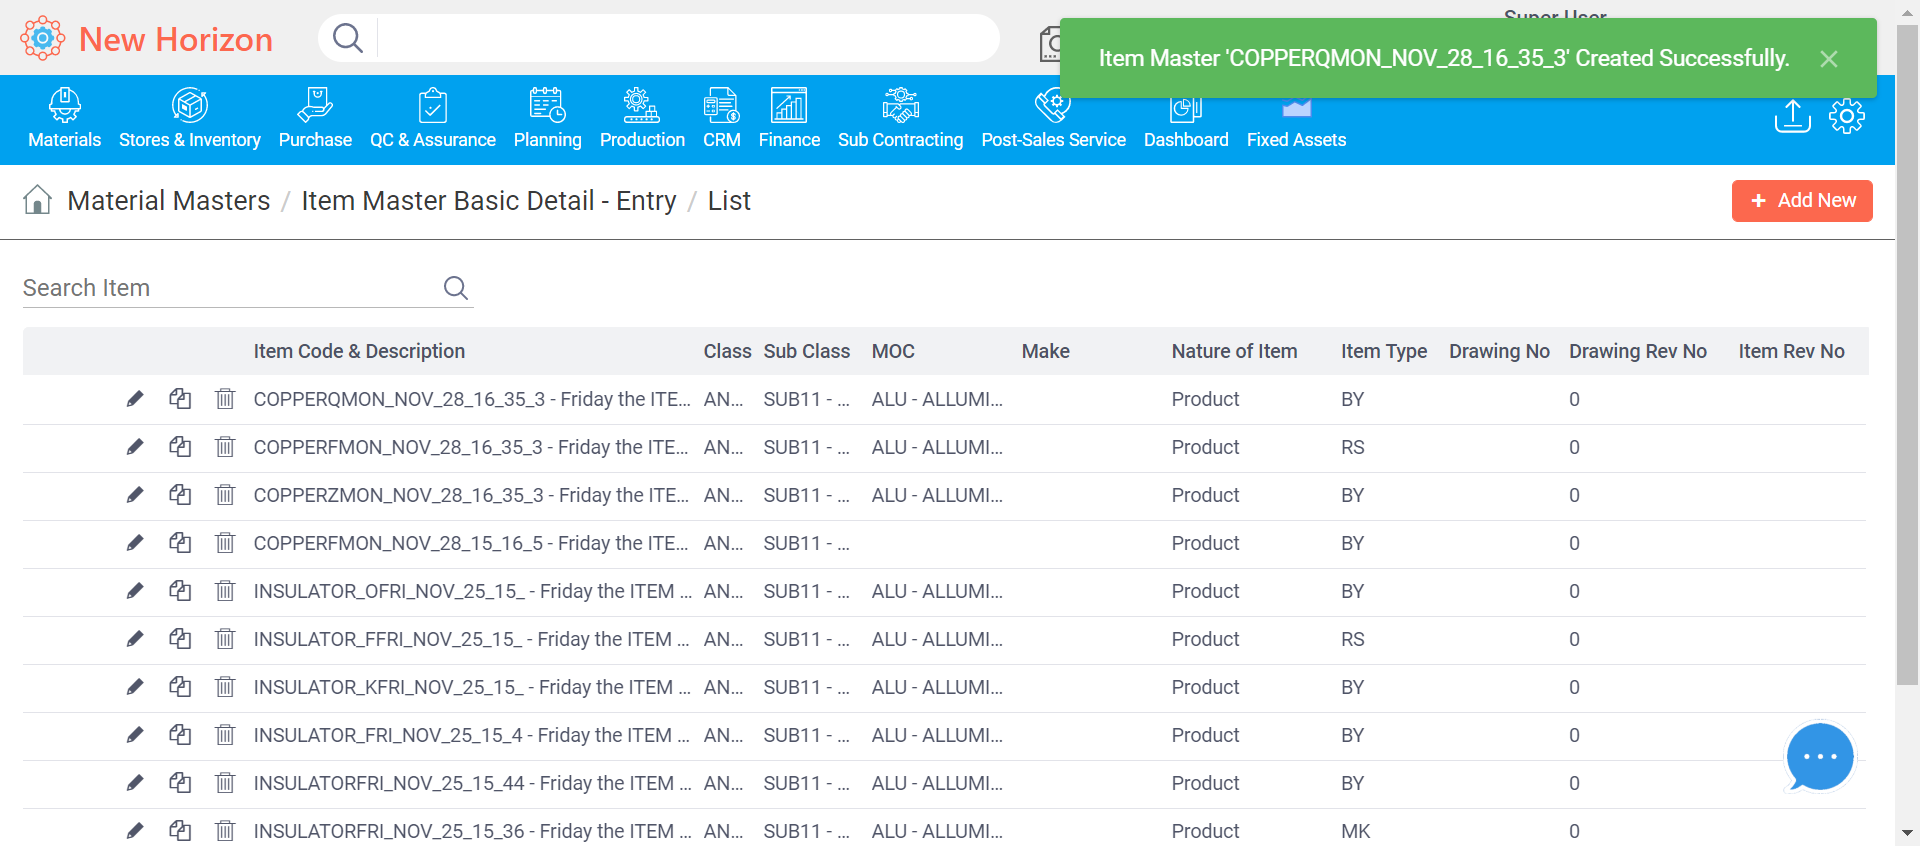 New Horizon
Item Master 'COPPERQMON_NOV_28_16_35_3' Created Successfully.
Materials Stores & Inventory Purchase QC & Assurance Planning Production CRM Finance Sub Contracting Post-Sales Service Dashboard Fixed Assets
Material Masters / Item Master Basic Detail - Entry / List
+ Add New
Search Item
Item Code & Description Class Sub Class MOC Make Nature of Item Item Type Drawing No Drawing Rev No Item Rev No
COPPERQMON_NOV_28_16_35_3 - Friday the ITE... AN... SUB11 - ... ALU - ALLUMI... Product BY 0
COPPERFMON_NOV_28_16_35_3 - Friday the ITE... AN... SUB11 - ... ALU - ALLUMI... Product RS 0
COPPERZMON_NOV_28_16_35_3 - Friday the ITE... AN... SUB11 - ... ALU - ALLUMI... Product BY 0
COPPERFMON_NOV_28_15_16_5 - Friday the ITE... AN... SUB11 - ... Product BY 0
INSULATOR_OFRI_NOV_25_15_ - Friday the ITEM ... AN... SUB11 - ... ALU - ALLUMI... Product BY 0
INSULATOR_FFRI_NOV_25_15_ - Friday the ITEM ... AN... SUB11 - ... ALU - ALLUMI... Product RS 0
INSULATOR_KFRI_NOV_25_15_ - Friday the ITEM ... AN... SUB11 - ... ALU - ALLUMI... Product BY 0
INSULATOR_FRI_NOV_25_15_4 - Friday the ITEM ... AN... SUB11 - ... ALU - ALLUMI... Product BY 0
INSULATORFRI_NOV_25_15_44 - Friday the ITEM ... AN... SUB11 - ... ALU - ALLUMI... Product BY 0
INSULATORFRI_NOV_25_15_36 - Friday the ITEM ... AN... SUB11 - ... ALU - ALLUMI... Product MK 0